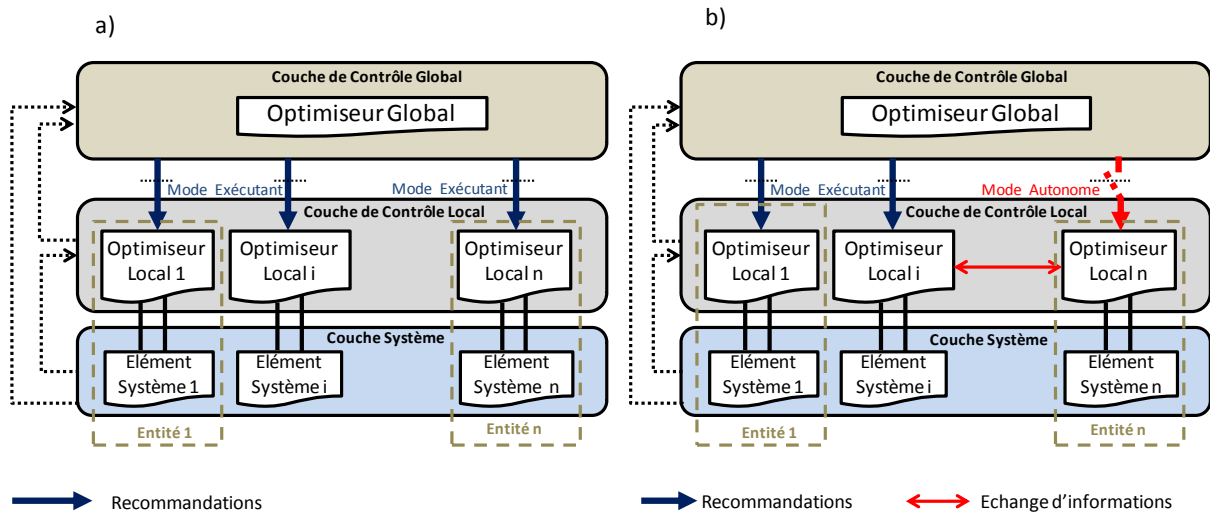 a)
Couche de Contrôle Global
Optimiseur Global
Mode Exécutant
Mode Exécutant
Couche de Contrôle Local
Optimiseur
Local 1
Optimiseur
Local i
Optimiseur
Local n
Couche Système
Elément
Système 1
Elément
Système i
Elément
Système n
Entité 1
Entité n
Recommandations
b)
Couche de Contrôle Global
Optimiseur Global
Mode Exécutant
Mode Autonome
Couche de Contrôle Local
Optimiseur
Local 1
Optimiseur
Local i
Optimiseur
Local n
Couche Système
Elément
Système 1
Elément
Système i
Elément
Système n
Entité 1
Entité n
Recommandations
Echange d'informations